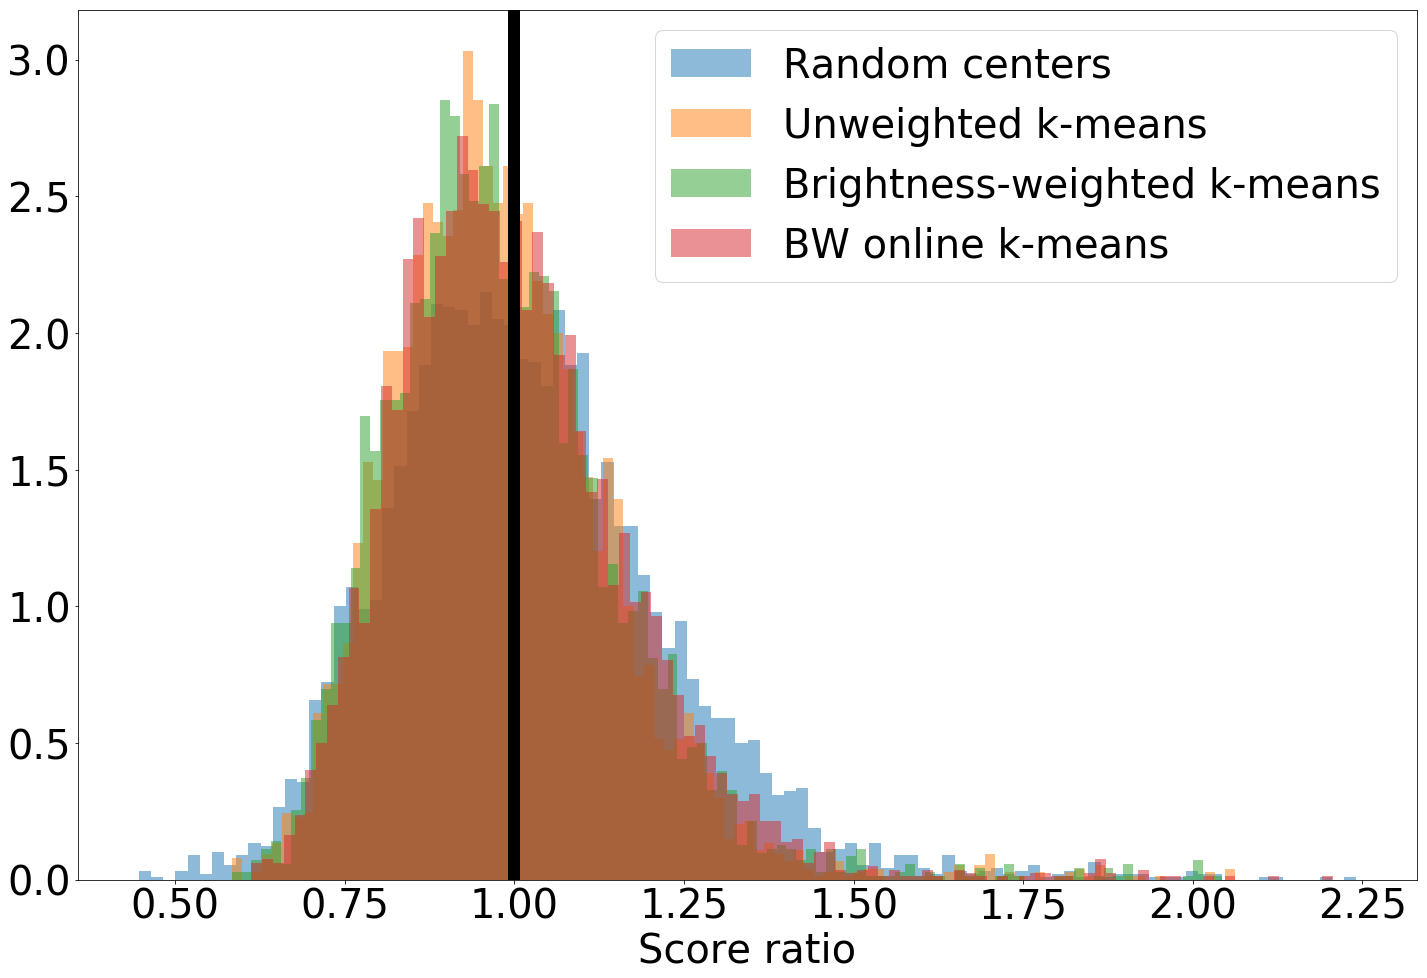 3.0
2.5
2.0
1.5
1.0
0.5
0.0
Random centers
Unweighted k-means
Brightness-weighted k-means
BW online k-means
0.50 0.75 1.00 1.25 1.50 1.75 2.00 2.25
Score ratio